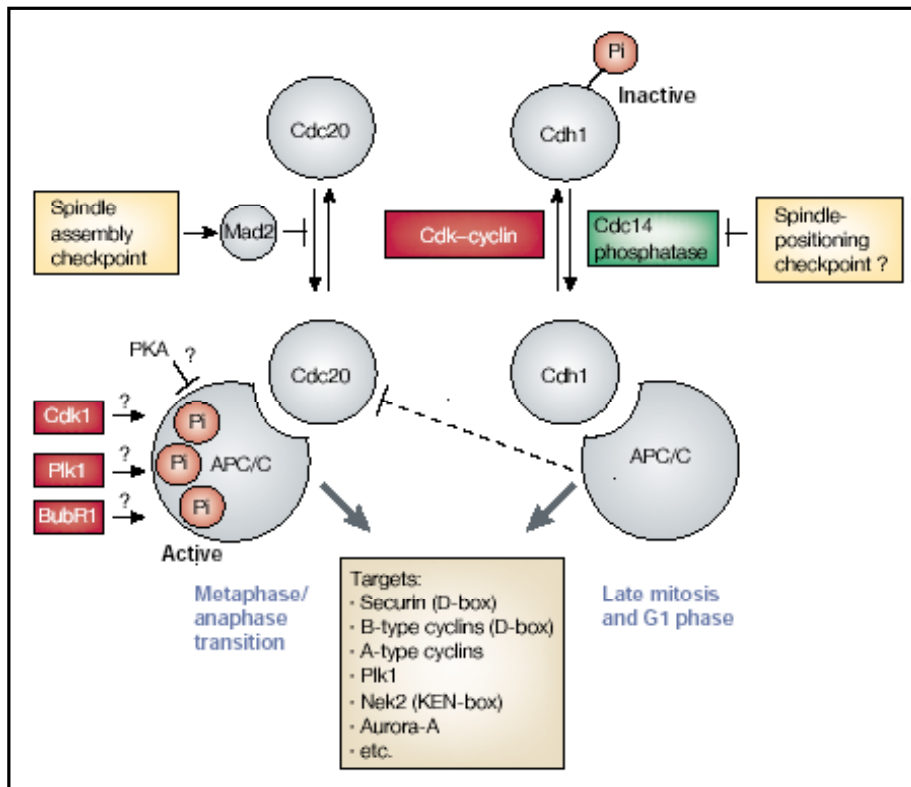 Pi
Inactive
Cdc20
Cdh1
Spindle
assembly
checkpoint
Mad2
Cdk–cyclin
Cdc14
phosphatase
Spindle-
positioning
checkpoint ?
PKA
?
Cdc20
Cdh1
Cdk1
?
Pi
Plk1
?
Pi
APC/C
APC/C
BubR1
?
Pi
Active
Metaphase/
anaphase
transition
Targets:
· Securin (D-box)
· B-type cyclins (D-box)
· A-type cyclins
· Plk1
· Nek2 (KEN-box)
· Aurora-A
· etc.
Late mitosis
and G1 phase